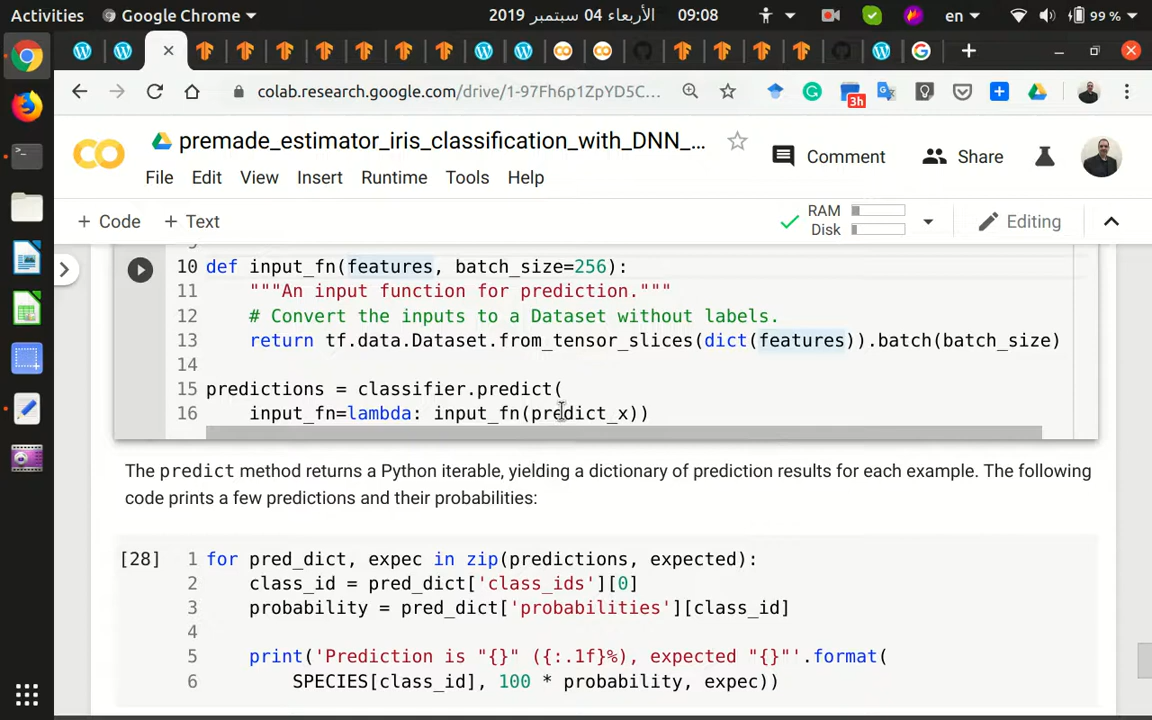 Activities Google Chrome ▾ الأربعاء 04 سبتمبر 2019 09:08 en ▾ 99 % ▾
colab.research.google.com/drive/1-97Fh6p1ZpYD5C… 3h
premade_estimator_iris_classification_with_DNN_…
Comment Share
File Edit View Insert Runtime Tools Help
+ Code + Text RAM Disk Editing
9
10 def input_fn(features, batch_size=256):
11 """An input function for prediction."""
12 # Convert the inputs to a Dataset without labels.
13 return tf.data.Dataset.from_tensor_slices(dict(features)).batch(batch_size)
14
15 predictions = classifier.predict(
16 input_fn=lambda: input_fn(predict_x))
The predict method returns a Python iterable, yielding a dictionary of prediction results for each example. The following
code prints a few predictions and their probabilities:
[28] 1 for pred_dict, expec in zip(predictions, expected):
2 class_id = pred_dict['class_ids'][0]
3 probability = pred_dict['probabilities'][class_id]
4
5 print('Prediction is "{}" ({:.1f}%), expected "{}"'.format(
6 SPECIES[class_id], 100 * probability, expec))